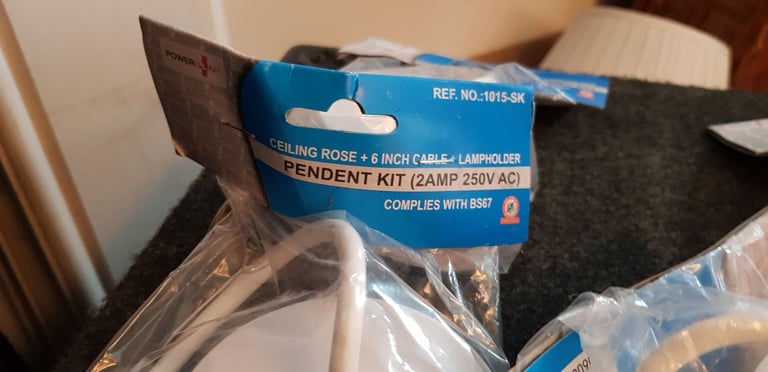 POWER
REF. NO.:1015-SK
CEILING ROSE + 6 INCH CABLE + LAMPHOLDER
PENDENT KIT (2AMP 250V AC)
COMPLIES WITH BS67